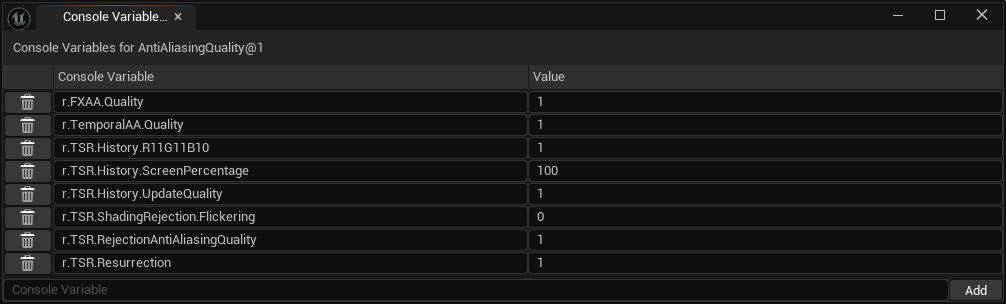 Console Variable... ×
Console Variables for AntiAliasingQuality@1
Console Variable Value
r.FXAA.Quality 1
r.TemporalAA.Quality 1
r.TSR.History.R11G11B10 1
r.TSR.History.ScreenPercentage 100
r.TSR.History.UpdateQuality 1
r.TSR.ShadingRejection.Flickering 0
r.TSR.RejectionAntiAliasingQuality 1
r.TSR.Resurrection 1
Console Variable Add